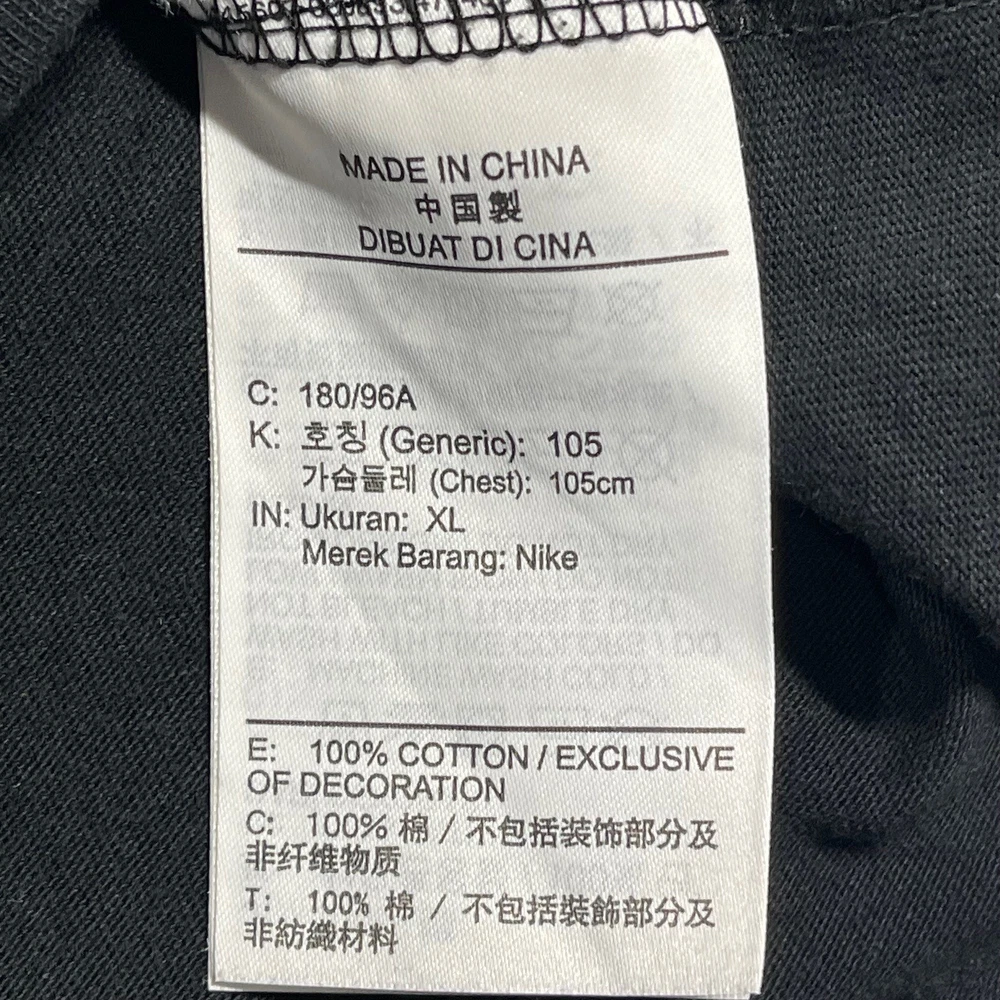 MADE IN CHINA
中国製
DIBUAT DI CINA
C: 180/96A
K: 호칭 (Generic): 105
가슴둘레 (Chest): 105cm
IN: Ukuran: XL
Merek Barang: Nike
E: 100% COTTON / EXCLUSIVE
OF DECORATION
C: 100% 棉 / 不包括装饰部分及
非纤维物质
T: 100% 棉 / 不包括裝飾部分及
非紡織材料